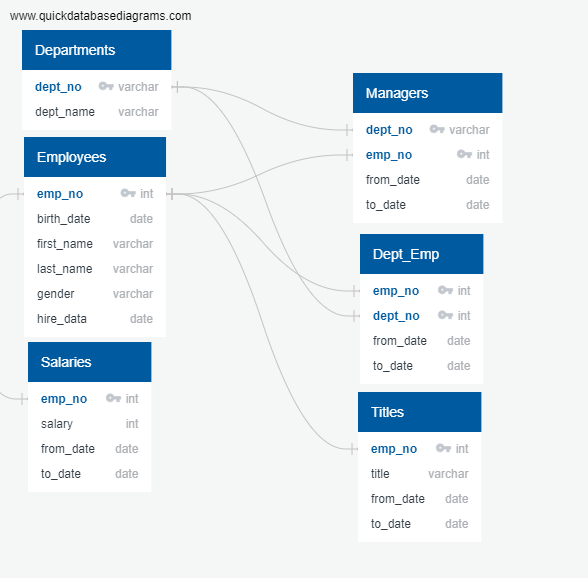 www.quickdatabasediagrams.com
Departments
dept_no varchar
dept_name varchar
Employees
emp_no int
birth_date date
first_name varchar
last_name varchar
gender varchar
hire_data date
Salaries
emp_no int
salary int
from_date date
to_date date
Managers
dept_no varchar
emp_no int
from_date date
to_date date
Dept_Emp
emp_no int
dept_no int
from_date date
to_date date
Titles
emp_no int
title varchar
from_date date
to_date date